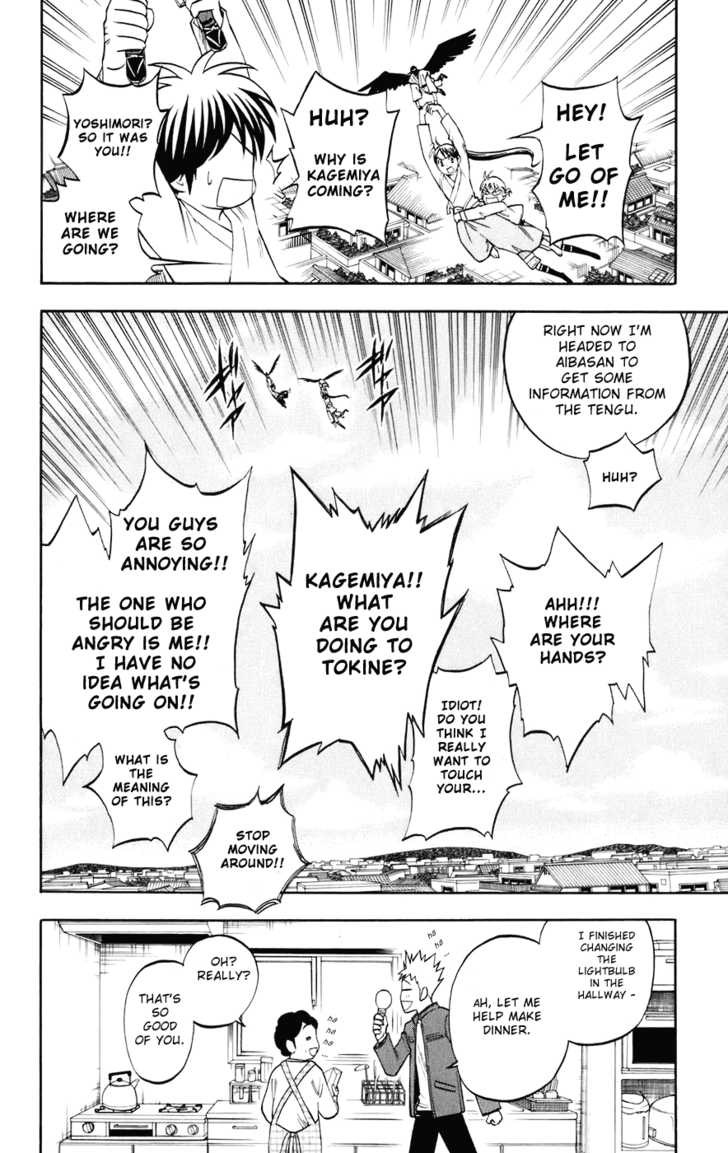 HEY!
LET
GO OF
ME!!
HUH?
WHY IS
KAGEMIYA
COMING?
YOSHIMORI?
SO IT WAS
YOU!!
WHERE
ARE WE
GOING?
RIGHT NOW I'M
HEADED TO
AIBASAN TO
GET SOME
INFORMATION FROM
THE TENGU.
HUH?
AHH!!!
WHERE
ARE YOUR
HANDS?
KAGEMIYA!!
WHAT
ARE YOU
DOING TO
TOKINE?
IDIOT!
DO YOU
THINK I
REALLY
WANT TO
TOUCH
YOUR...
YOU GUYS
ARE SO
ANNOYING!!
THE ONE WHO
SHOULD BE
ANGRY IS ME!!
I HAVE NO
IDEA WHAT'S
GOING ON!!
WHAT IS
THE
MEANING
OF THIS?
STOP
MOVING
AROUND!!
I FINISHED
CHANGING
THE
LIGHTBULB
IN THE
HALLWAY -
AH, LET ME
HELP MAKE
DINNER.
OH?
REALLY?
THAT'S
SO
GOOD
OF YOU.